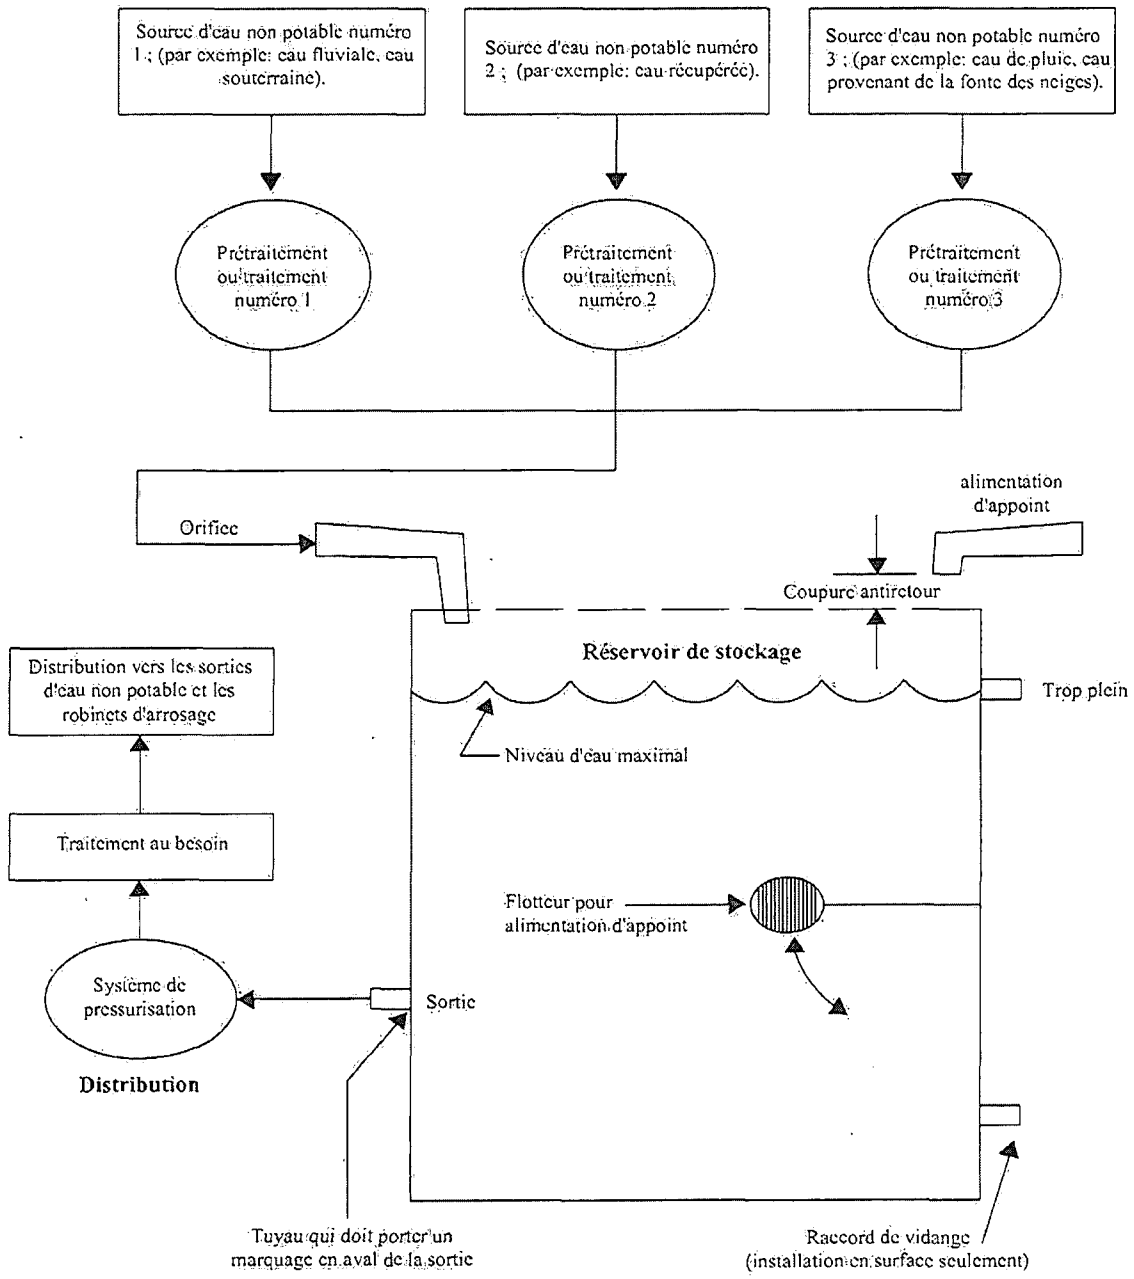 Source d'eau non potable numéro
1 ; (par exemple: eau fluviale, eau
souterraine).
Source d'eau non potable numéro
2 ; (par exemple: eau récupérée).
Source d'eau non potable numéro
3 ; (par exemple: eau de pluie, eau
provenant de la fonte des neiges).
Prétraitement
ou traitement
numéro 1
Prétraitement
ou traitement
numéro 2
Prétraitement
ou traitement
numéro 3
alimentation
d'appoint
Orifice
Coupure antiretour
Réservoir de stockage
Distribution vers les sorties
d'eau non potable et les
robinets d'arrosage
Trop plein
Niveau d'eau maximal
Traitement au besoin
Flotteur pour
alimentation d'appoint
Système de
pressurisation
Sortie
Distribution
Tuyau qui doit porter un
marquage en aval de la sortie
Raccord de vidange
(installation en surface seulement)